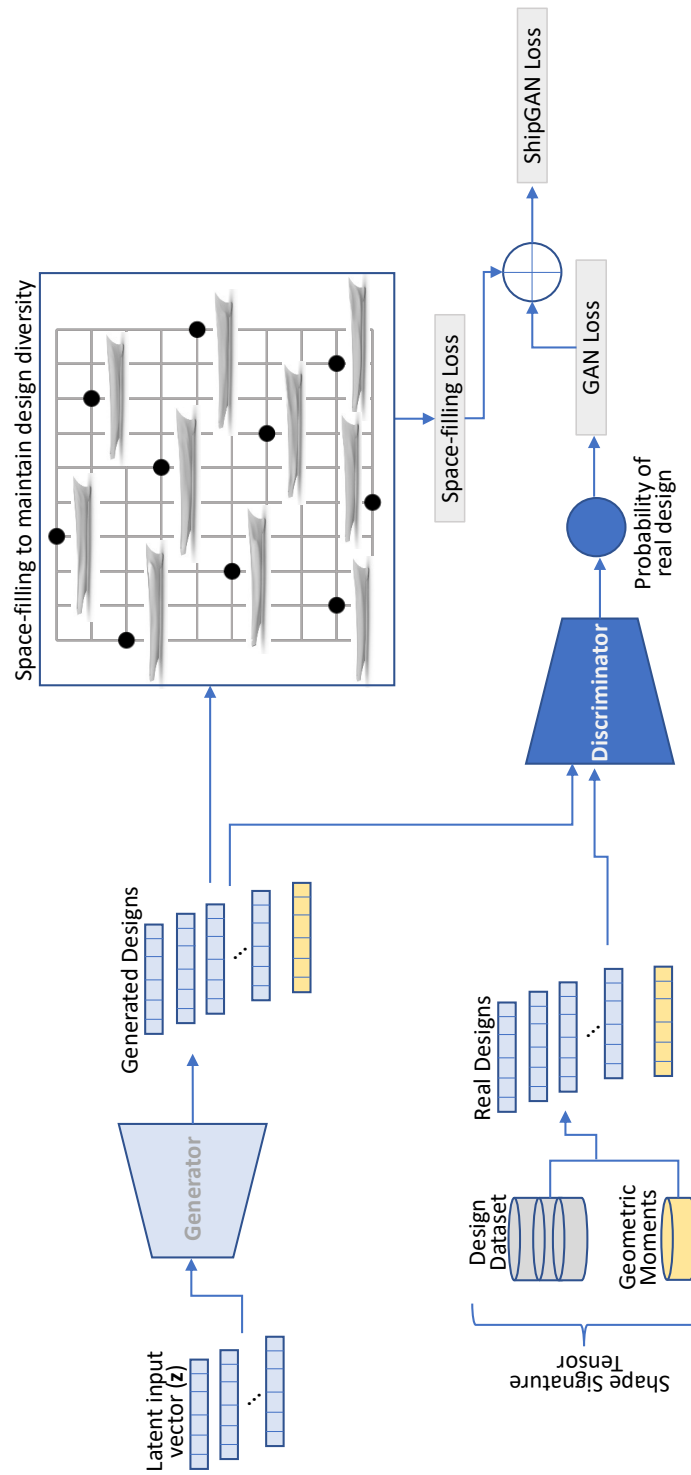 Latent input
vector (z)
Generator
Generated Designs
...
Space-filling to maintain design diversity
Shape Signature
Tensor
Design
Dataset
Geometric
Moments
Real Designs
...
Discriminator
Probability of
real design
Space-filling Loss
GAN Loss
ShipGAN Loss